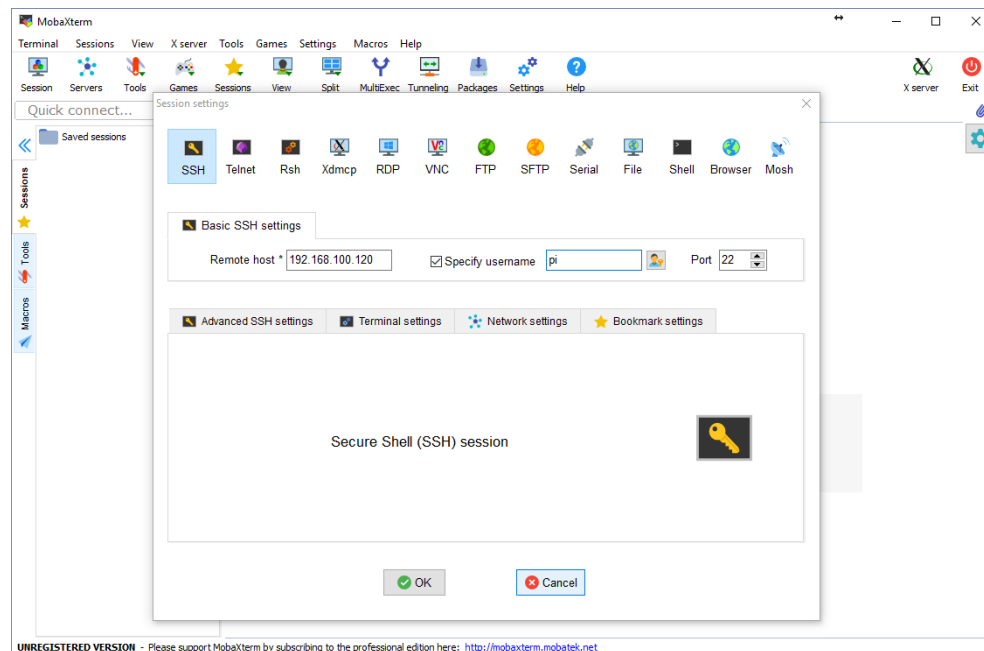 MobaXterm
Terminal Sessions View X server Tools Games Settings Macros Help
Session Servers Tools Games Sessions View Split MultiExec Tunneling Packages Settings Help X server Exit
Quick connect...
Session settings
Saved sessions
SSH Telnet Rsh Xdmcp RDP VNC FTP SFTP Serial File Shell Browser Mosh
Sessions
Tools
Macros
Basic SSH settings
Remote host * 192.168.100.120 Specify username pi Port 22
Advanced SSH settings Terminal settings Network settings Bookmark settings
Secure Shell (SSH) session
OK Cancel
UNREGISTERED VERSION - Please support MobaXterm by subscribing to the professional edition here: http://mobaxterm.mobatek.net